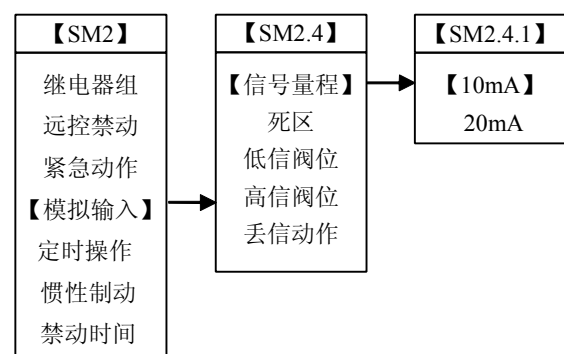 【SM2】
继电器组
远控禁动
紧急动作
【模拟输入】
定时操作
惯性制动
禁动时间
【SM2.4】
【信号量程】
死区
低信阀位
高信阀位
丢信动作
【SM2.4.1】
【10mA】
20mA